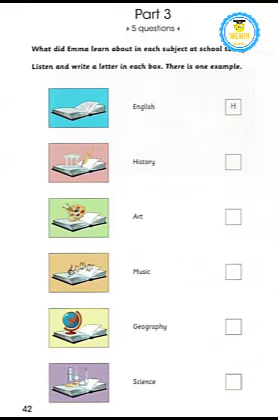 Part 3
5 questions
What did Emma learn about in each subject at school
Listen and write a letter in each box. There is one example.
English
H
History
Art
Music
Geography
Science
42